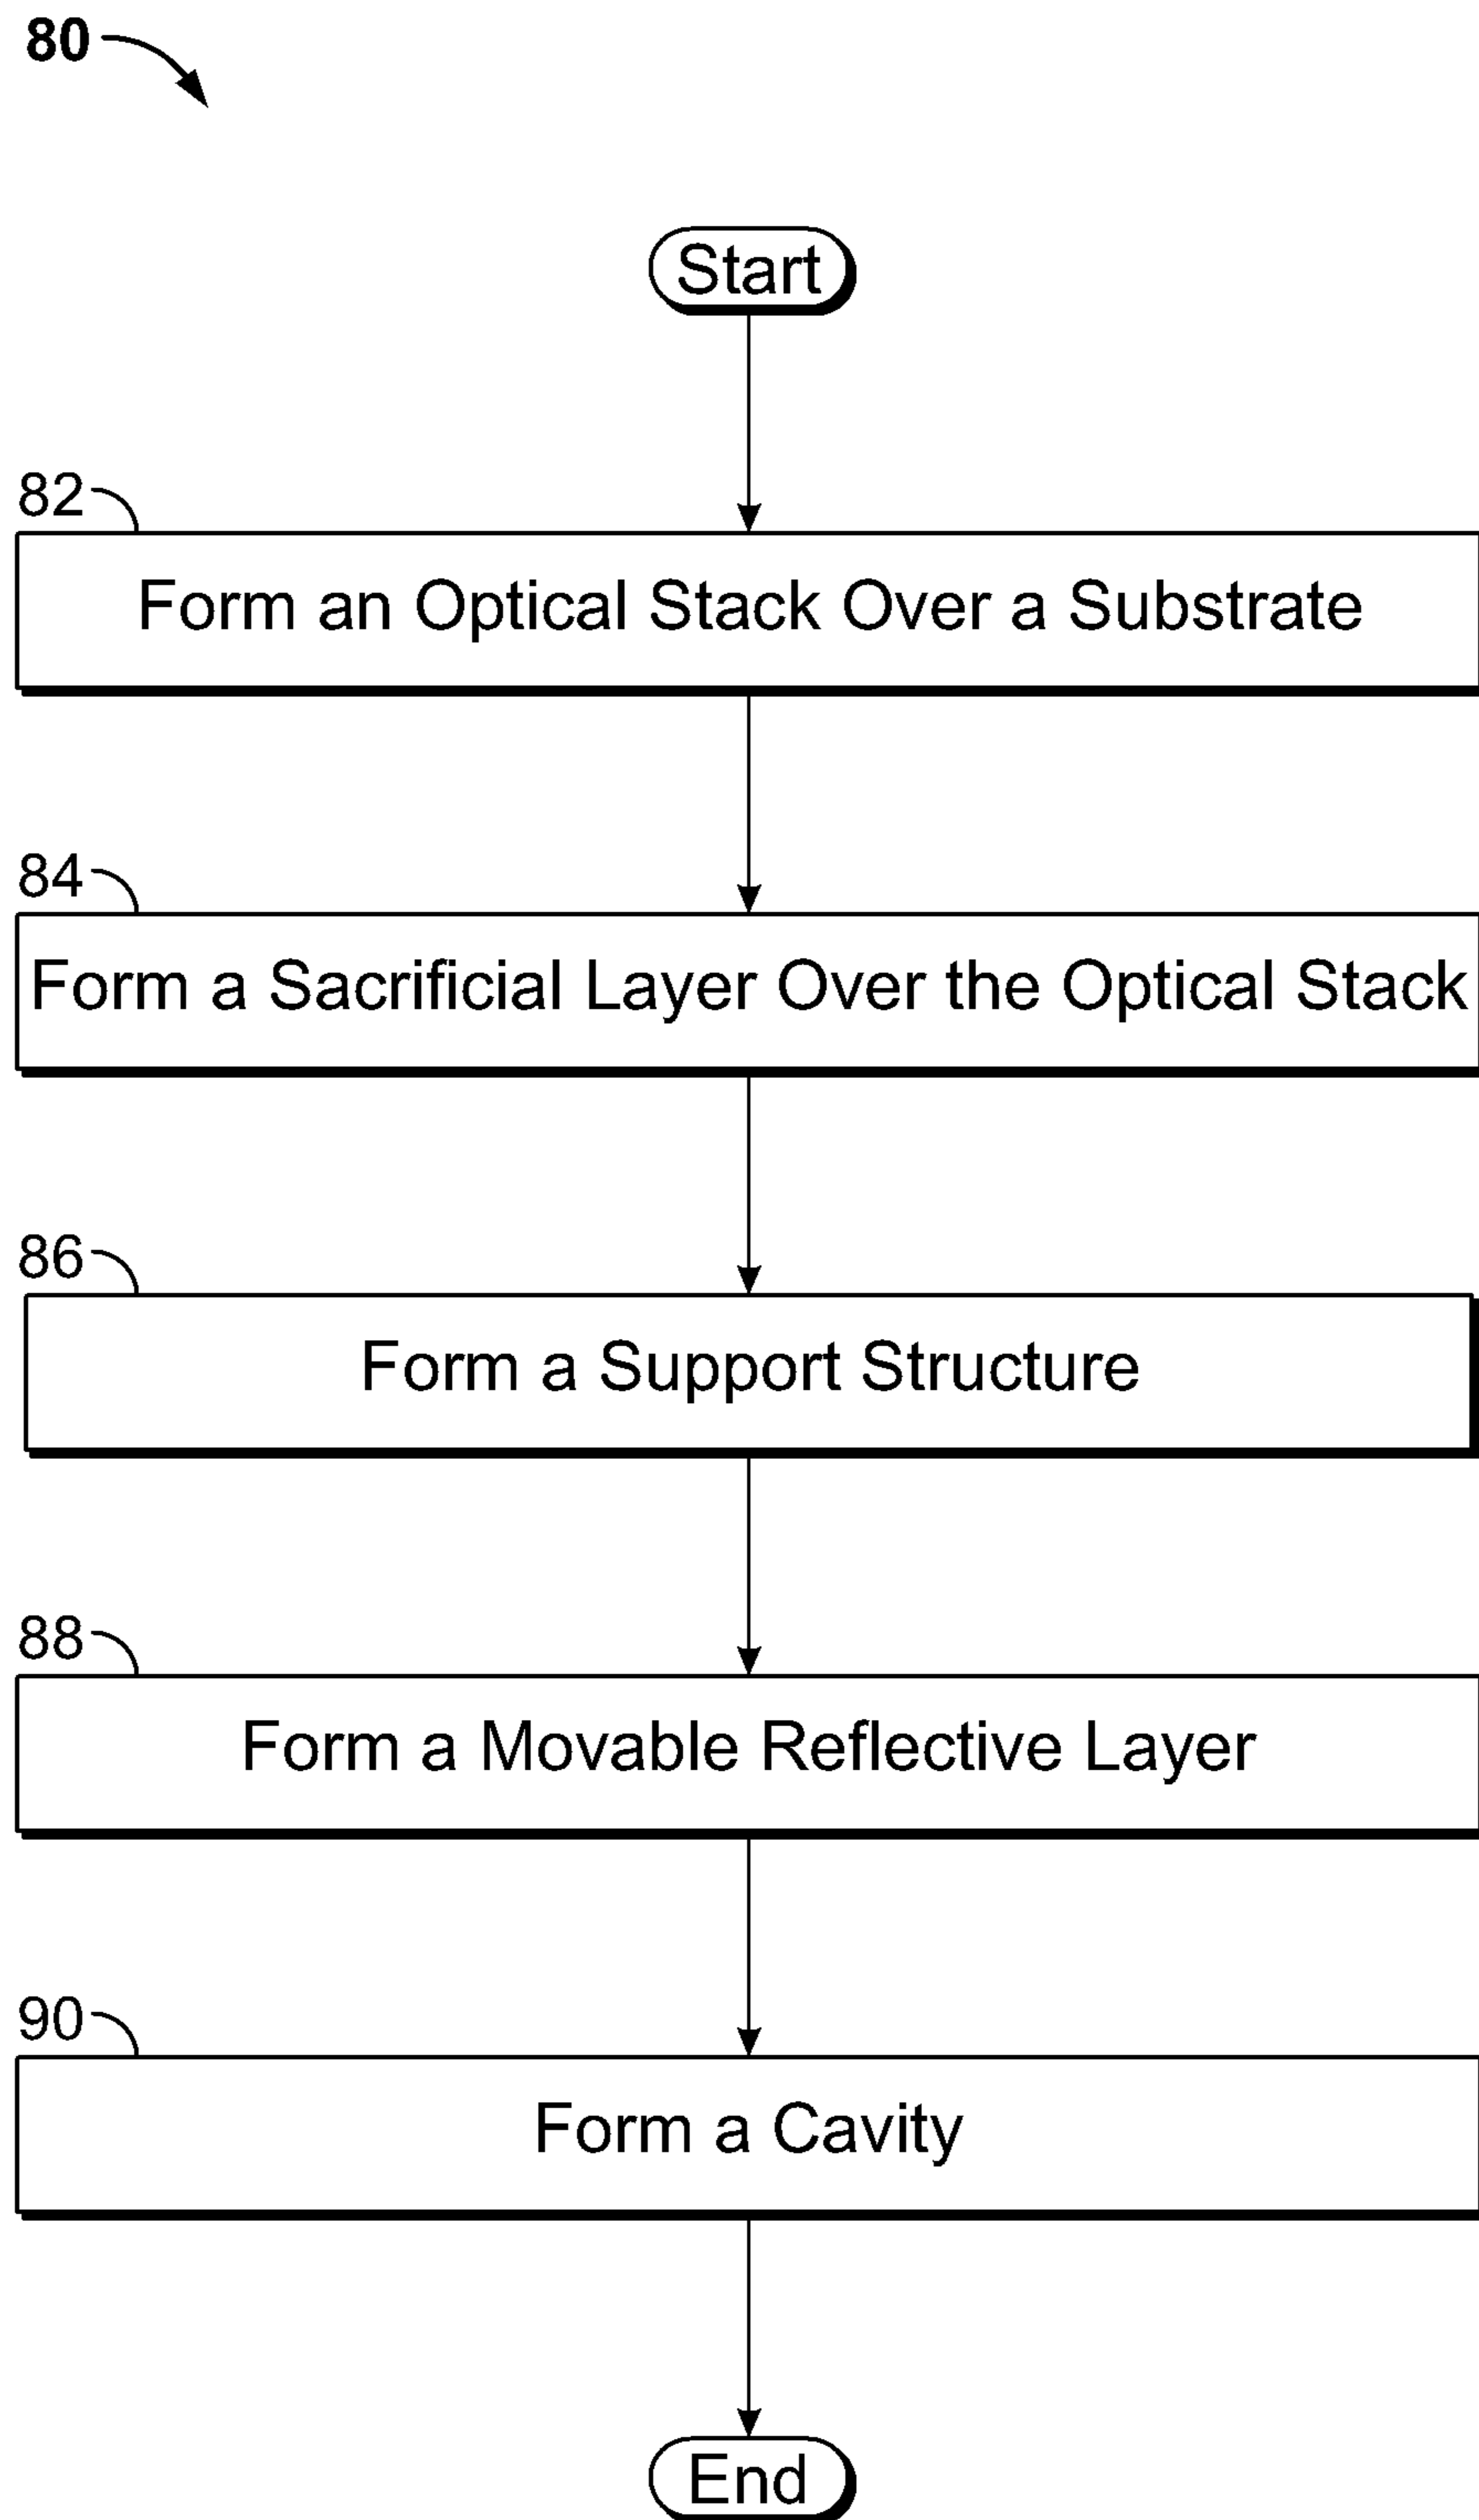 80
Start
82
Form an Optical Stack Over a Substrate
84
Form a Sacrificial Layer Over the Optical Stack
86
Form a Support Structure
88
Form a Movable Reflective Layer
90
Form a Cavity
End